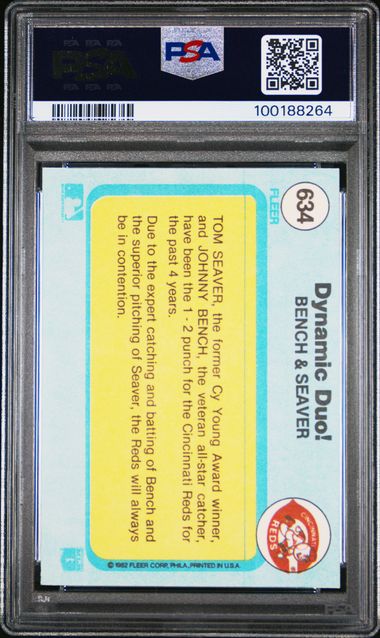 PSA
PSA
100188264
634
FLEER
Dynamic Duo!
BENCH & SEAVER
CINCINNATI
REDS
TOM SEAVER, the former Cy Young Award winner,
and JOHNNY BENCH, the veteran all-star catcher,
have been the 1 - 2 punch for the Cincinnati Reds for
the past 4 years.
Due to the expert catching and batting of Bench and
the superior pitching of Seaver, the Reds will always
be in contention.
© 1982 FLEER CORP. PHILA., PRINTED IN U.S.A.
PSA